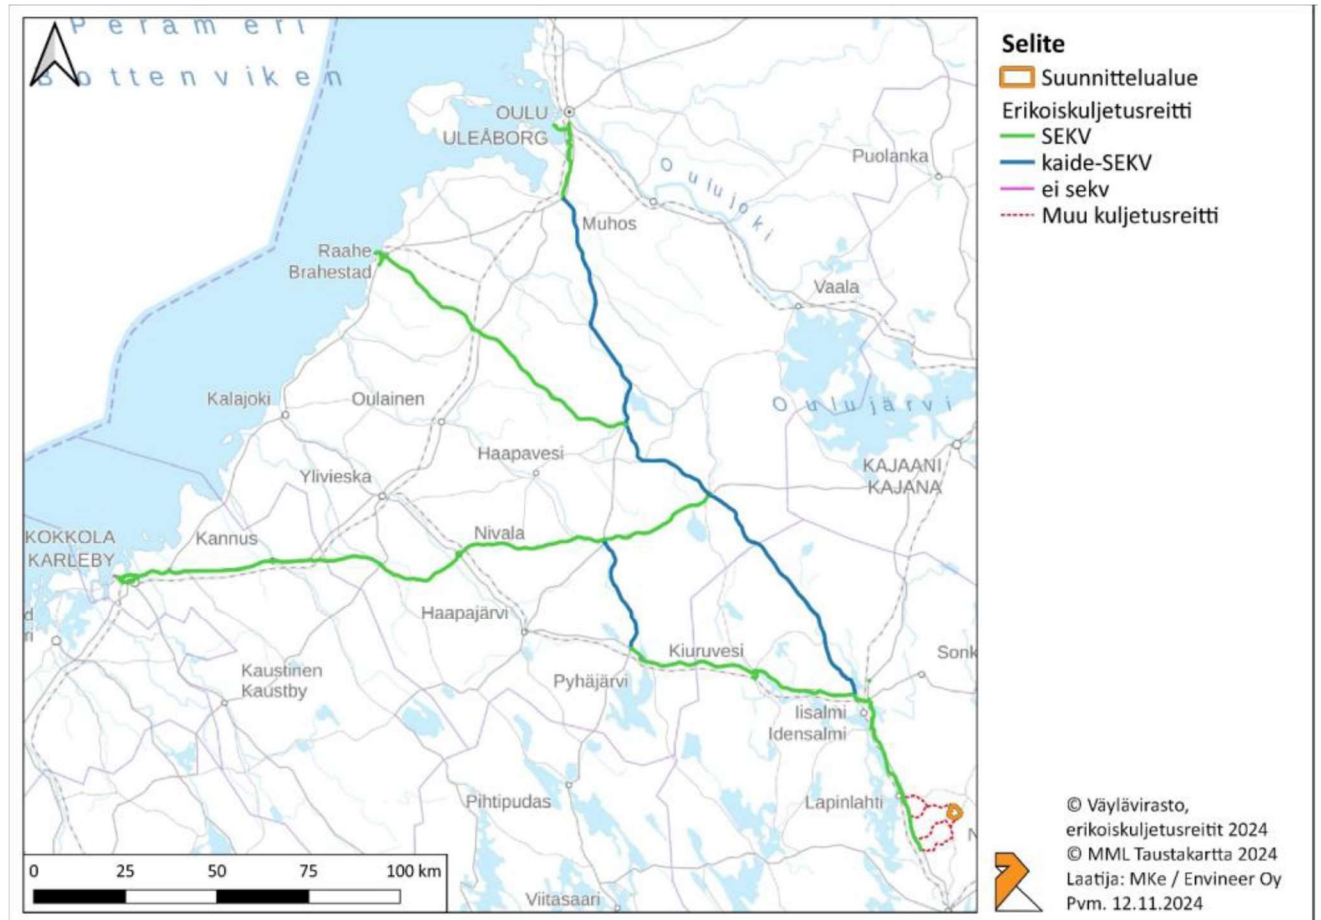 Perämeri
Bottenviken
OULU
ULEÅBORG
Puolanka
Oulujoki
Muhos
Raahe
Brahestad
Vaala
Kalajoki
Oulainen
Oulujärvi
Haapavesi
KAJAANI
KAJANA
Ylivieska
KOKKOLA
KARLEBY
Kannus
Nivala
d
ri
Haapajärvi
Kiuruvesi
Sonk
Kaustinen
Kaustby
Pyhäjärvi
Iisalmi
Idensalmi
Pihtipudas
Lapinlahti
N
Viitasaari
0 25 50 75 100 km
Selite
Suunnittelualue
Erikoiskuljetusreitti
SEKV
kaide-SEKV
ei sekv
Muu kuljetusreitti
© Väylävirasto,
erikoiskuljetusreitit 2024
© MML Taustakartta 2024
Laatija: MKe / Envineer Oy
Pvm. 12.11.2024